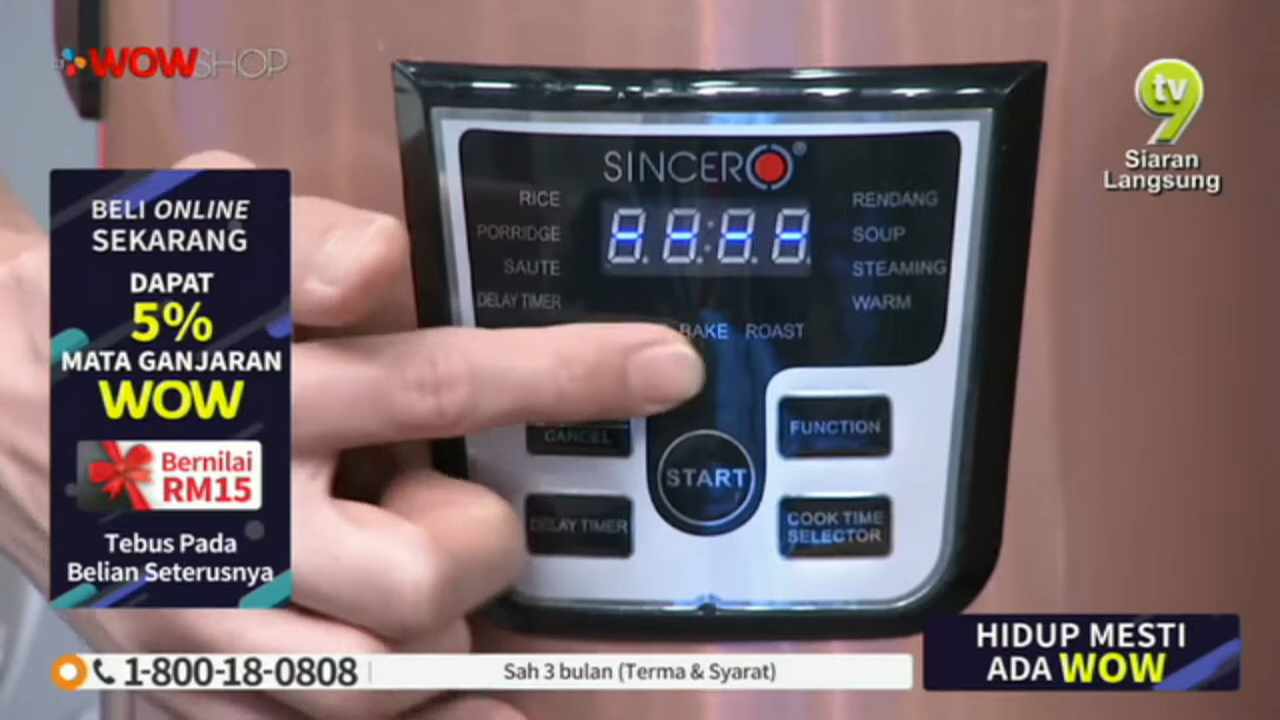 WOWSHOP
tv9
Siaran
Langsung
BELI ONLINE
SEKARANG
DAPAT
5%
MATA GANJARAN
WOW
Bernilai
RM15
Tebus Pada
Belian Seterusnya
SINCERO®
RICE
PORRIDGE
SAUTE
DELAY TIMER
RENDANG
SOUP
STEAMING
WARM
BAKE ROAST
CANCEL
START
FUNCTION
DELAY TIMER
COOK TIME
SELECTOR
1-800-18-0808
Sah 3 bulan (Terma & Syarat)
HIDUP MESTI
ADA WOW